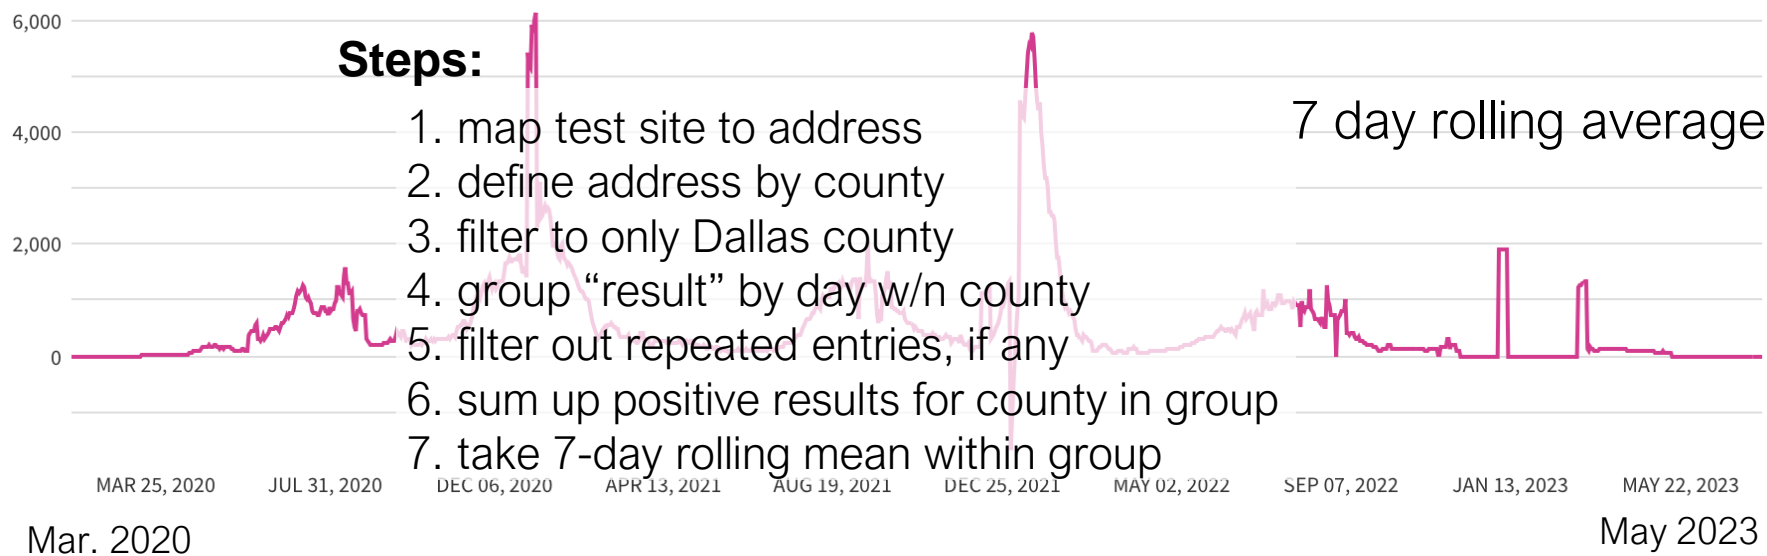 6,000
Steps:
4,000
1. map test site to address
7 day rolling average
2. define address by county
2,000
3. filter to only Dallas county
4. group “result” by day w/n county
0
5. filter out repeated entries, if any
6. sum up positive results for county in group
7. take 7-day rolling mean within group
MAR 25, 2020 JUL 31, 2020 DEC 06, 2020 APR 13, 2021 AUG 19, 2021 DEC 25, 2021 MAY 02, 2022 SEP 07, 2022 JAN 13, 2023 MAY 22, 2023
Mar. 2020
May 2023